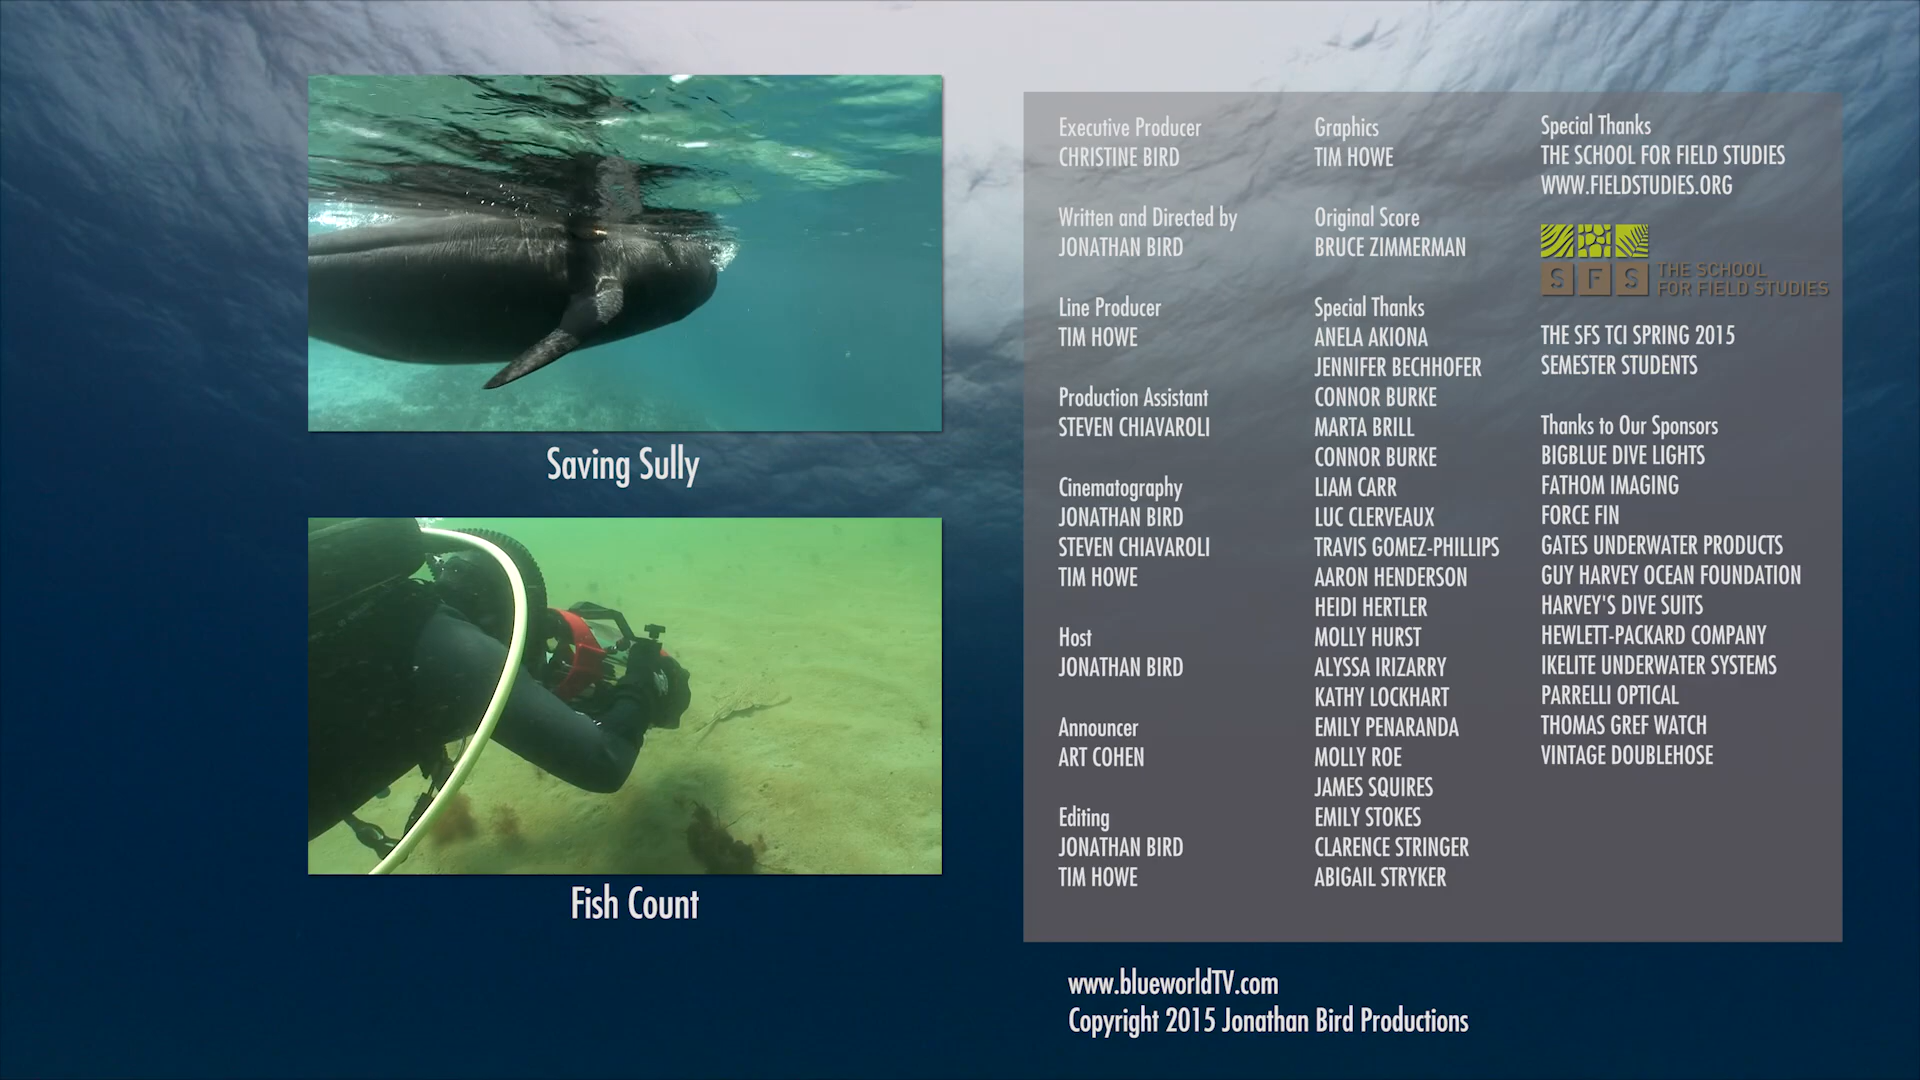 Saving Sully
Fish Count
Executive Producer
CHRISTINE BIRD
Written and Directed by
JONATHAN BIRD
Line Producer
TIM HOWE
Production Assistant
STEVEN CHIAVAROLI
Cinematography
JONATHAN BIRD
STEVEN CHIAVAROLI
TIM HOWE
Host
JONATHAN BIRD
Announcer
ART COHEN
Editing
JONATHAN BIRD
TIM HOWE
Graphics
TIM HOWE
Original Score
BRUCE ZIMMERMAN
Special Thanks
ANELA AKIONA
JENNIFER BECHHOFER
CONNOR BURKE
MARTA BRILL
CONNOR BURKE
LIAM CARR
LUC CLERVEAUX
TRAVIS GOMEZ-PHILLIPS
AARON HENDERSON
HEIDI HERTLER
MOLLY HURST
ALYSSA IRIZARRY
KATHY LOCKHART
EMILY PENARANDA
MOLLY ROE
JAMES SQUIRES
EMILY STOKES
CLARENCE STRINGER
ABIGAIL STRYKER
Special Thanks
THE SCHOOL FOR FIELD STUDIES
WWW.FIELDSTUDIES.ORG
SFS
THE SCHOOL
FOR FIELD STUDIES
THE SFS TCI SPRING 2015
SEMESTER STUDENTS
Thanks to Our Sponsors
BIGBLUE DIVE LIGHTS
FATHOM IMAGING
FORCE FIN
GATES UNDERWATER PRODUCTS
GUY HARVEY OCEAN FOUNDATION
HARVEY'S DIVE SUITS
HEWLETT-PACKARD COMPANY
IKELITE UNDERWATER SYSTEMS
PARRELLI OPTICAL
THOMAS GREF WATCH
VINTAGE DOUBLEHOSE
www.blueworldTV.com
Copyright 2015 Jonathan Bird Productions